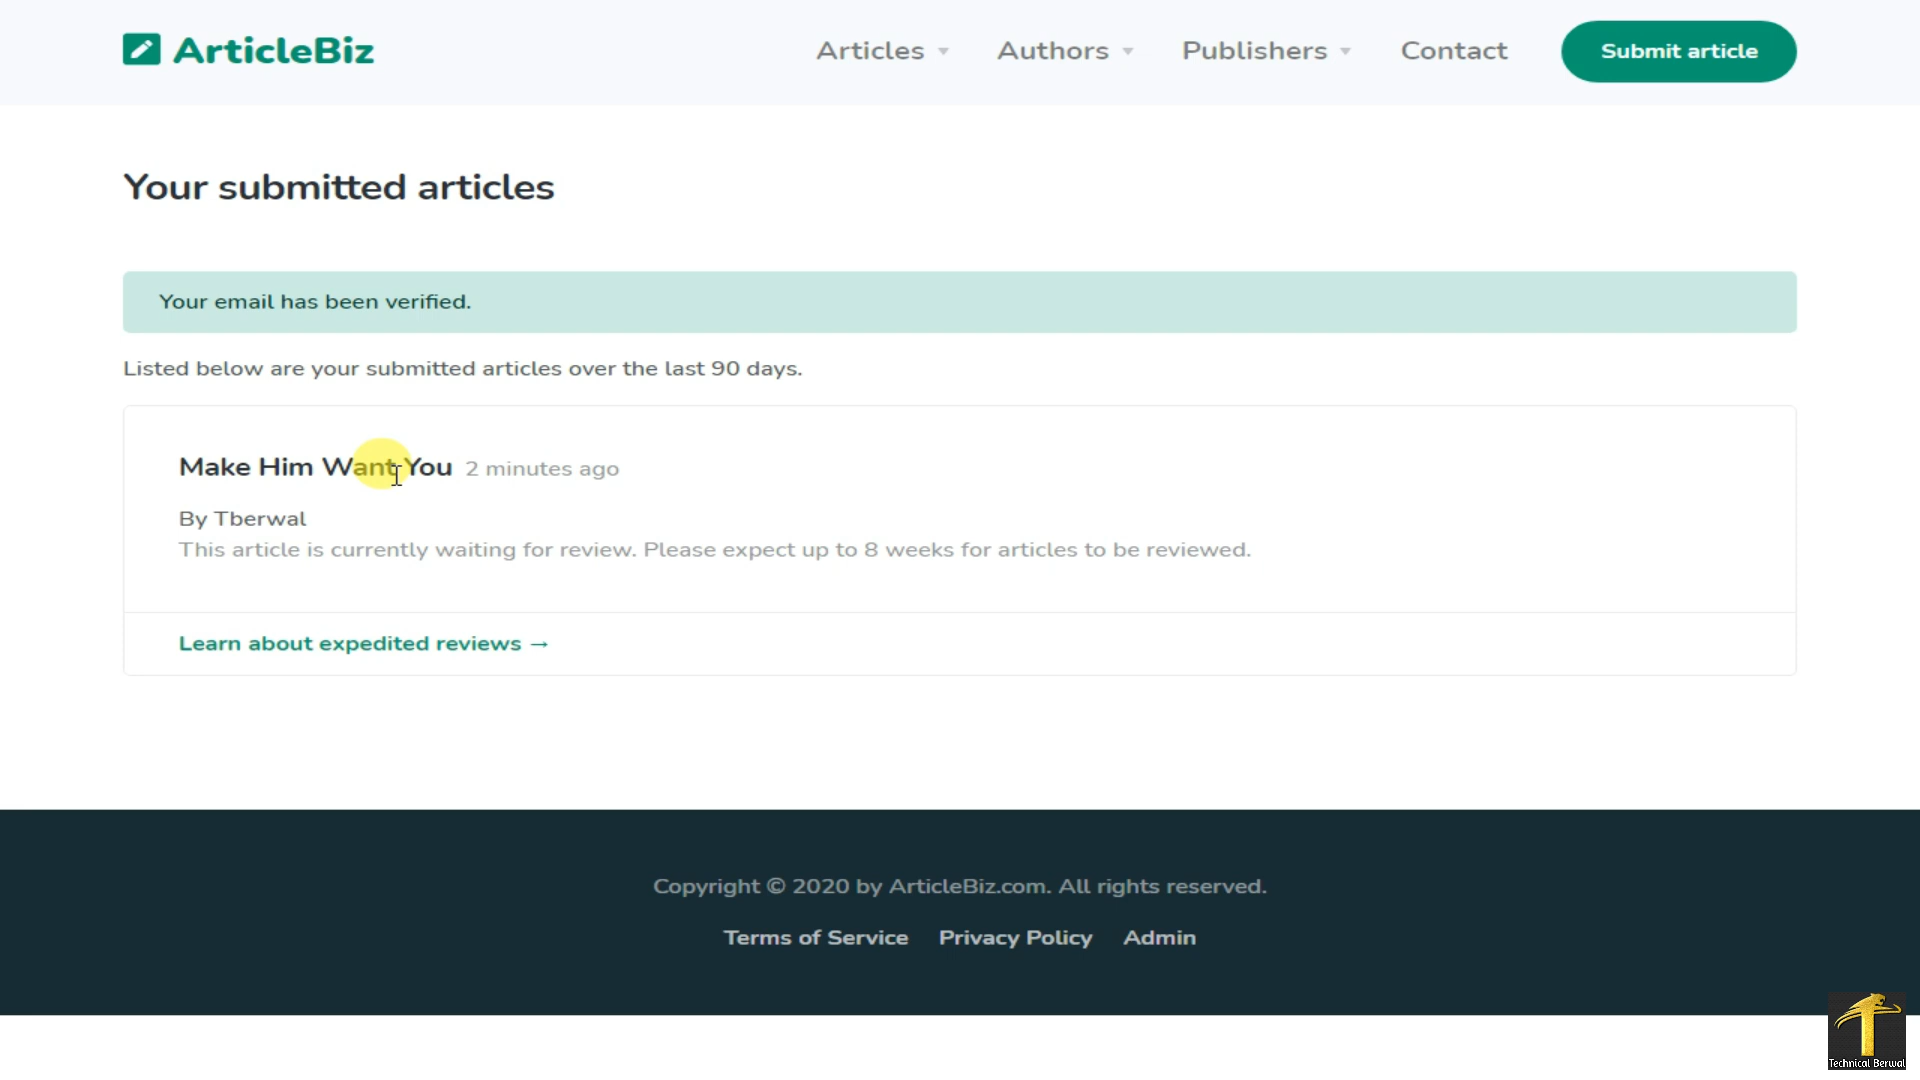 ArticleBiz
Articles
Authors
Publishers
Contact
Submit article
Your submitted articles
Your email has been verified.
Listed below are your submitted articles over the last 90 days.
Make Him Want You 2 minutes ago
By Tberwal
This article is currently waiting for review. Please expect up to 8 weeks for articles to be reviewed.
Learn about expedited reviews →
Copyright © 2020 by ArticleBiz.com. All rights reserved.
Terms of Service Privacy Policy Admin
Technical Berwal